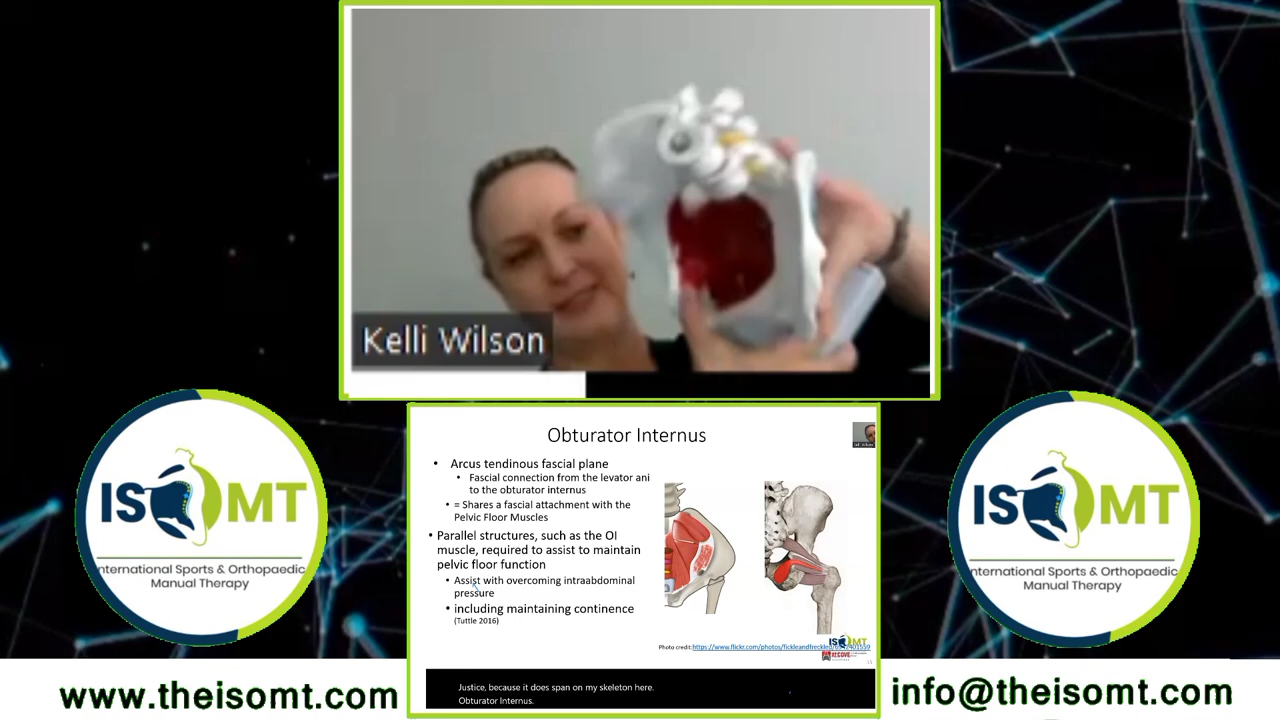 Kelli Wilson
Obturator Internus
• Arcus tendinous fascial plane
• Fascial connection from the levator ani
to the obturator internus
• = Shares a fascial attachment with the
Pelvic Floor Muscles
• Parallel structures, such as the OI
muscle, required to assist to maintain
pelvic floor function
• Assist with overcoming intraabdominal
pressure
• including maintaining continence
(Tuttle 2016)
Photo credit:
Justice, because it does span on my skeleton here.
Obturator Internus.
ISOMT
International Sports & Orthopaedic
Manual Therapy
ISOMT
International Sports & Orthopaedic
Manual Therapy
www.theisomt.com
info@theisomt.com